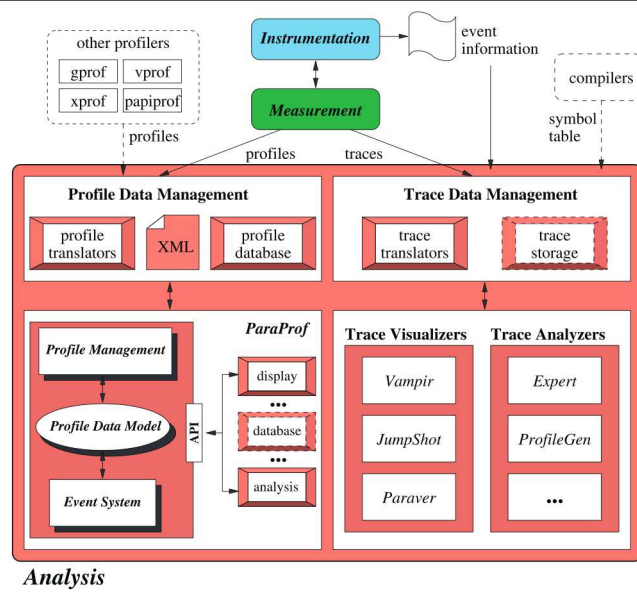 other profilers
gprof
vprof
xprof
papiprof
profiles
Instrumentation
event
information
compilers
symbol
table
Measurement
profiles
traces
Profile Data Management
profile
translators
XML
profile
database
Trace Data Management
trace
translators
trace
storage
ParaProf
Profile Management
Profile Data Model
Event System
API
display
...
database
...
analysis
Trace Visualizers
Vampir
JumpShot
Paraver
Trace Analyzers
Expert
ProfileGen
...
Analysis